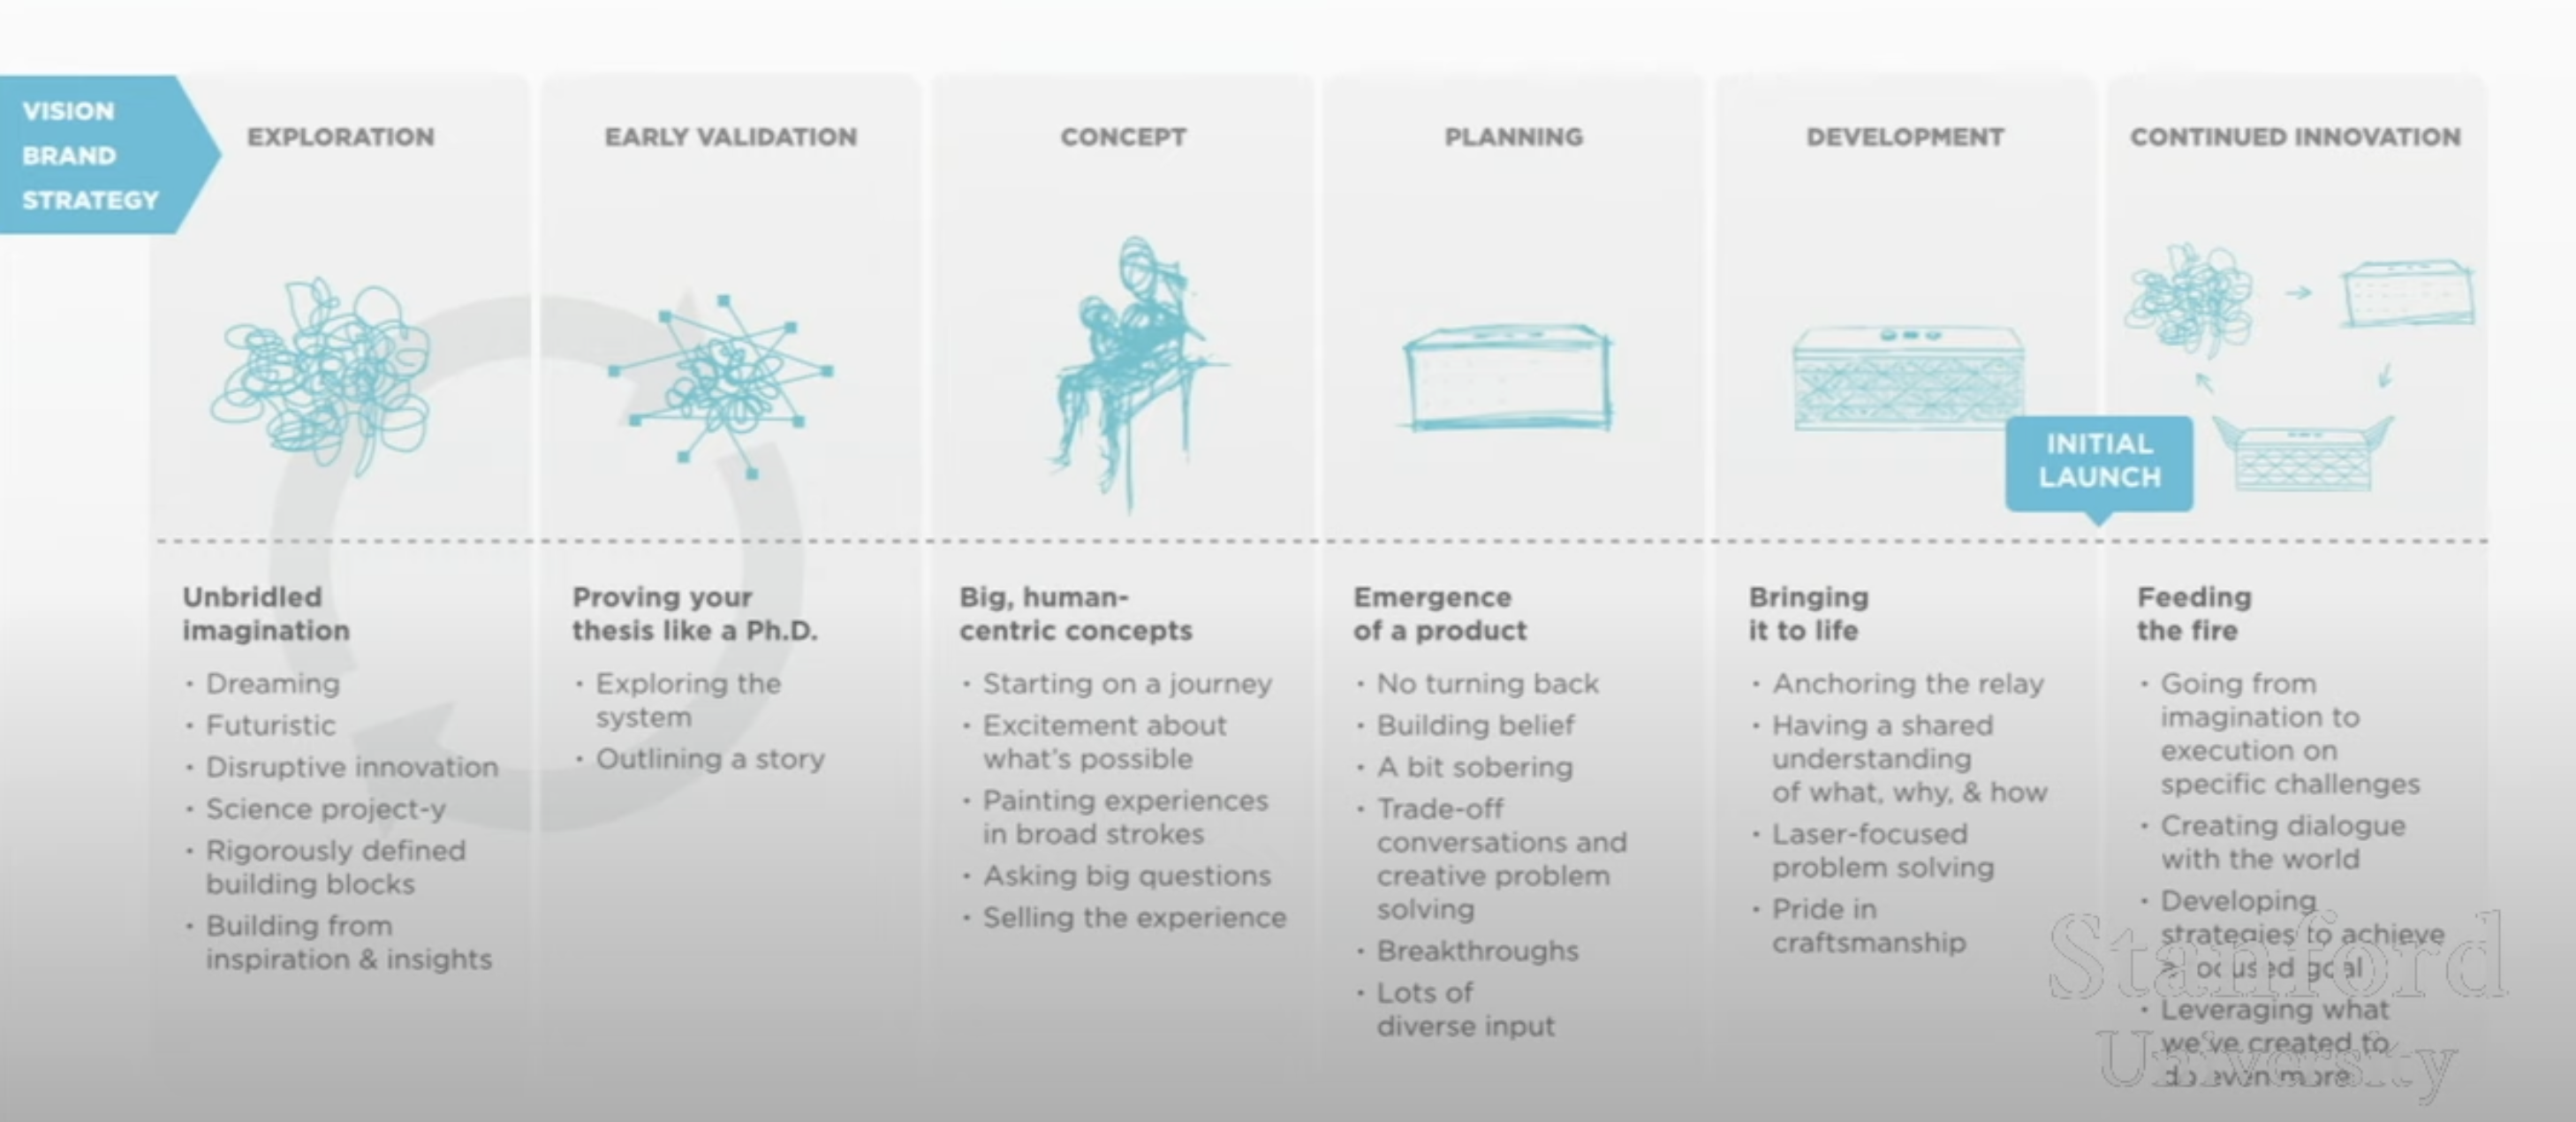 VISION
BRAND
STRATEGY
EXPLORATION
Unbridled
imagination
· Dreaming
· Futuristic
· Disruptive innovation
· Science project-y
· Rigorously defined
building blocks
· Building from
inspiration & insights
EARLY VALIDATION
Proving your
thesis like a Ph.D.
· Exploring the
system
· Outlining a story
CONCEPT
Big, human-
centric concepts
· Starting on a journey
· Excitement about
what's possible
· Painting experiences
in broad strokes
· Asking big questions
· Selling the experience
PLANNING
Emergence
of a product
· No turning back
· Building belief
· A bit sobering
· Trade-off
conversations and
creative problem
solving
· Breakthroughs
· Lots of
diverse input
DEVELOPMENT
Bringing
it to life
· Anchoring the relay
· Having a shared
understanding
of what, why, & how
· Laser-focused
problem solving
· Pride in
craftsmanship
INITIAL
LAUNCH
CONTINUED INNOVATION
Feeding
the fire
· Going from
imagination to
execution on
specific challenges
· Creating dialogue
with the world
· Developing
strategies to achieve
a focused goal
· Leveraging what
we've created to
do even more
Stanford
University